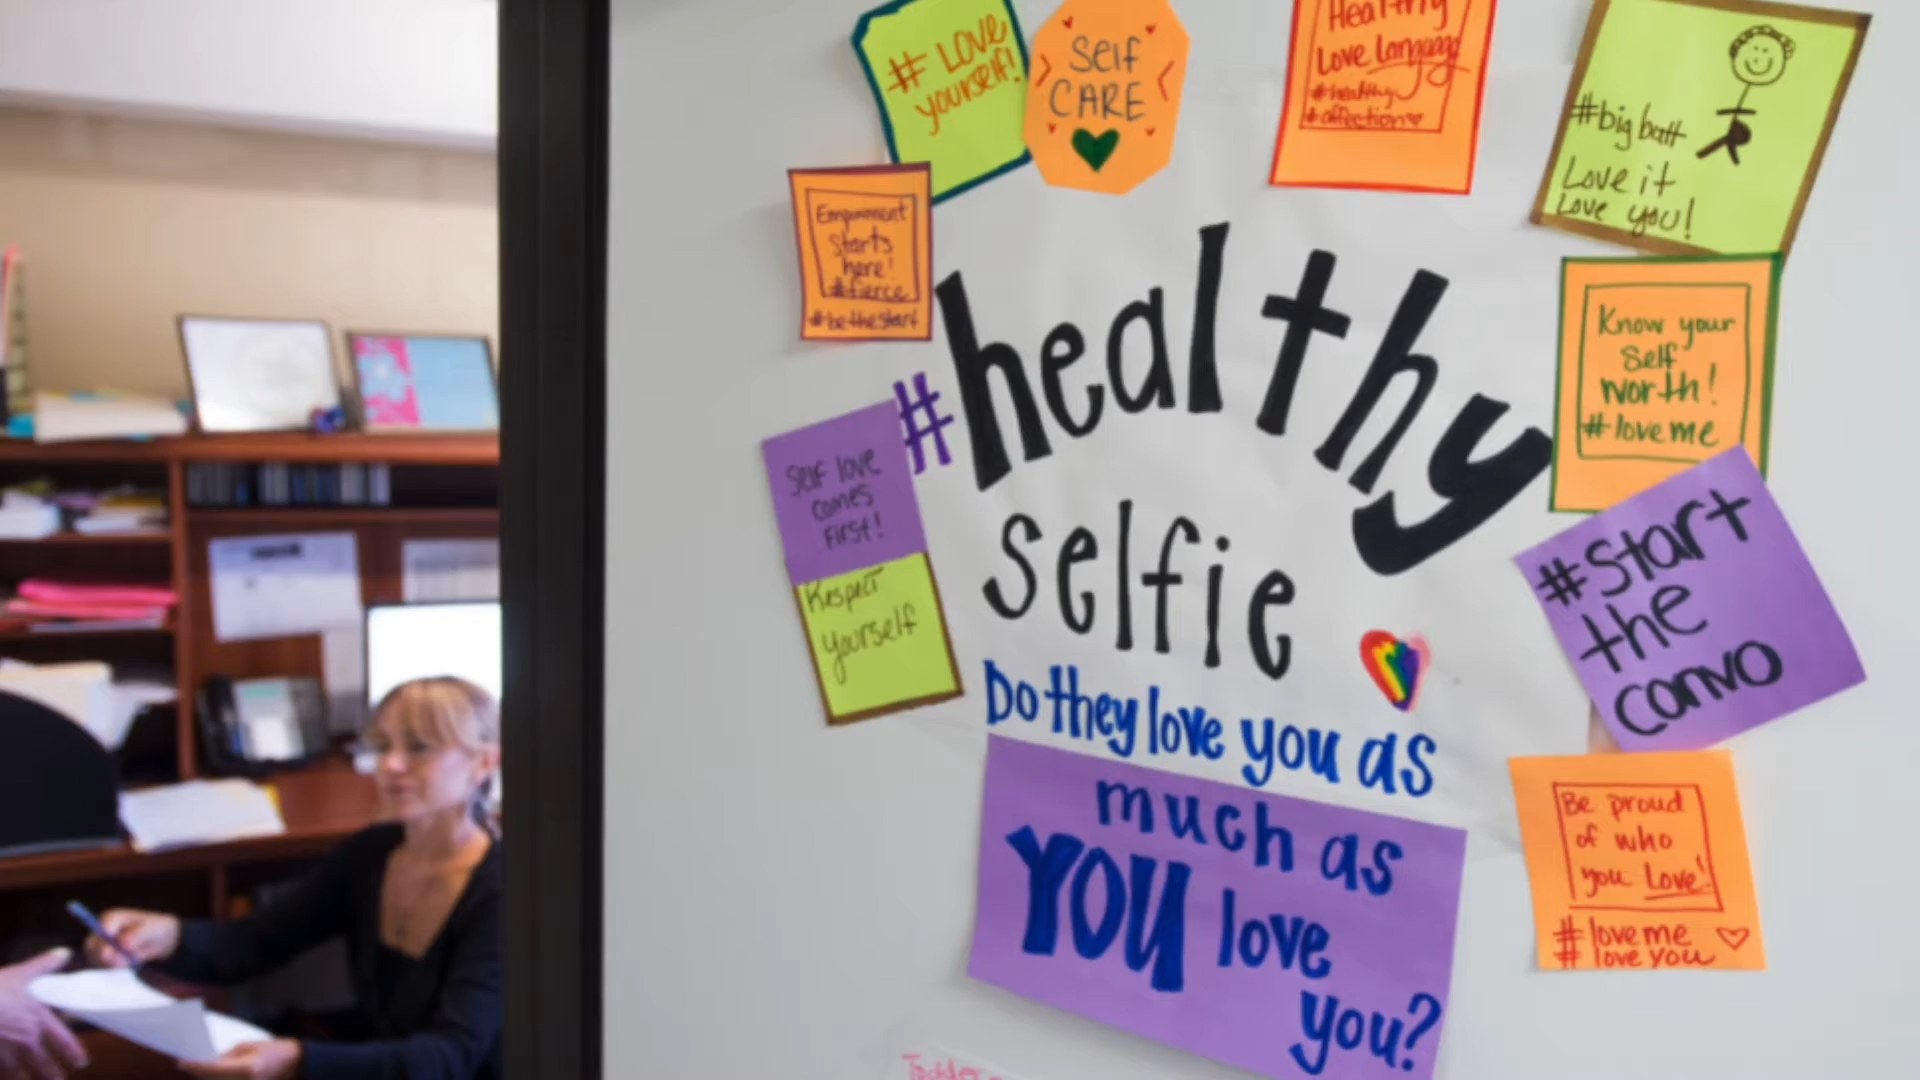 # LOVE
yourself!
Self
CARE
Healthy
Love Language
#healthy
#affection
#big butt
Love it
Love you!
Empowerment
starts
here!
#fierce
#bethestart
#healthy
selfie
Know your
Self
worth!
#loveme
Self love
comes
first!
Respect
yourself
#Start
the
convo
Do they love you as
much as
YOU love
you?
Be proud
of who
you Love!
#loveme
#loveyou